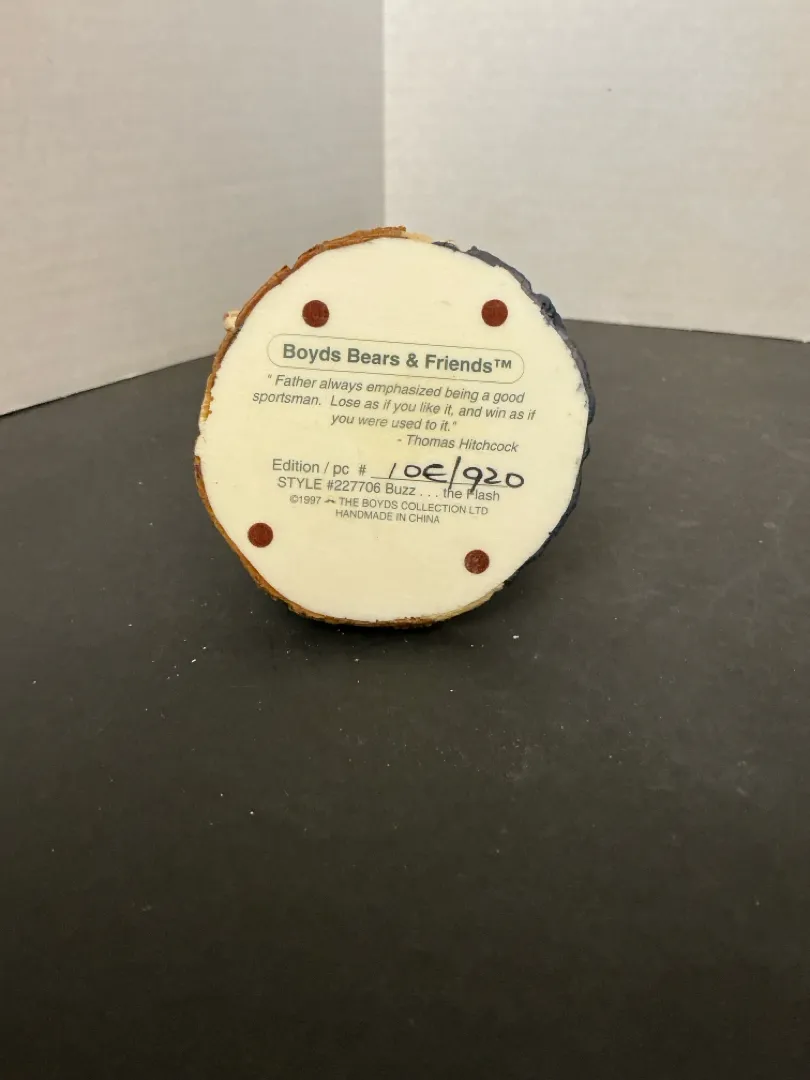 Boyds Bears & Friends™
" Father always emphasized being a good
sportsman. Lose as if you like it, and win as if
you were used to it."
- Thomas Hitchcock
Edition / pc # 10E/920
STYLE #227706 Buzz . . . the Flash
©1997 THE BOYDS COLLECTION LTD
HANDMADE IN CHINA